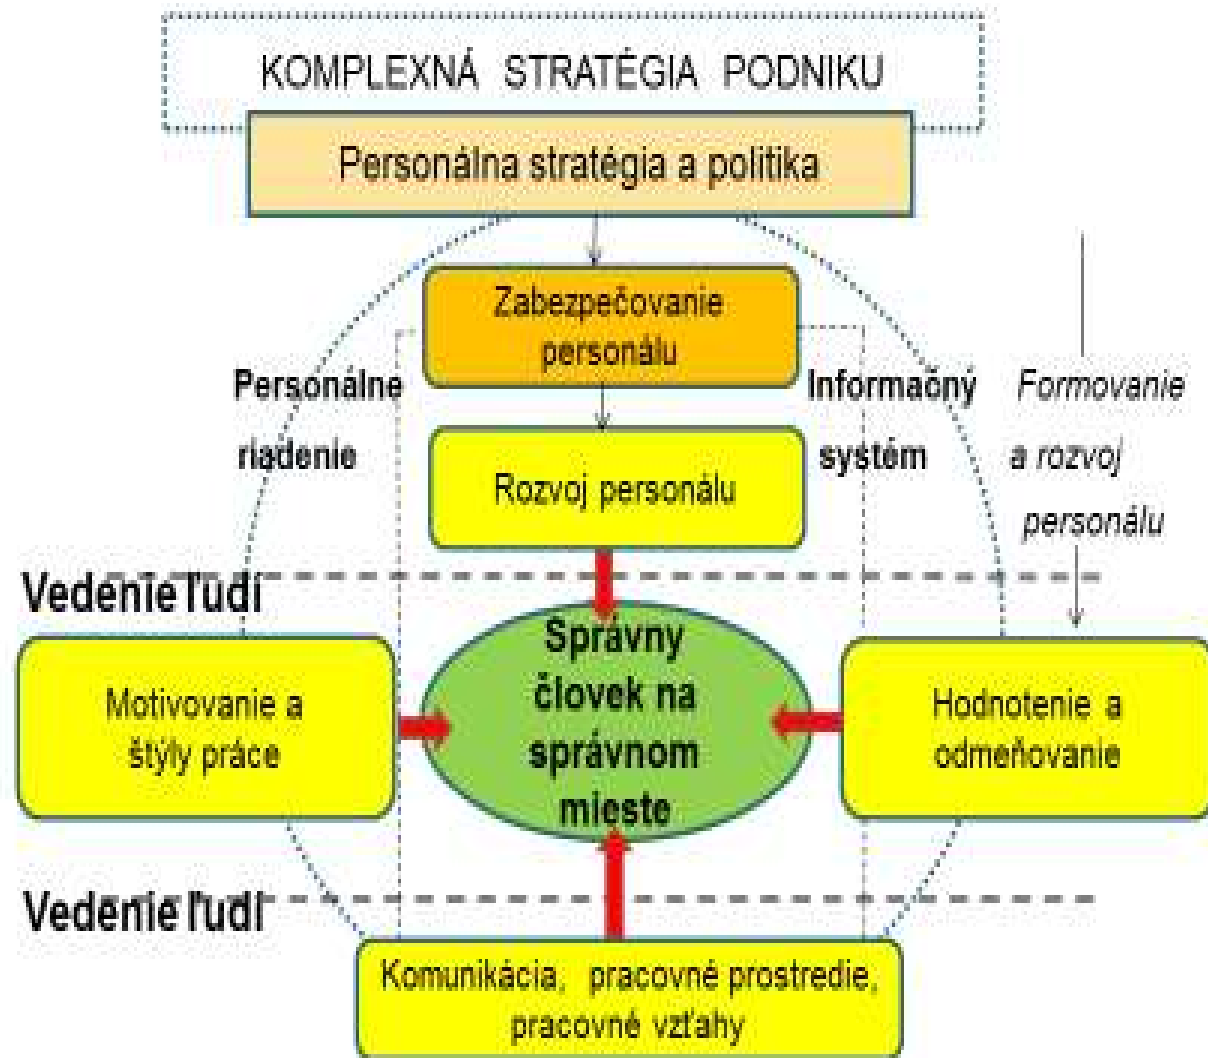 KOMPLEXNÁ STRATÉGIA PODNIKU
Personálna stratégia a politika
Zabezpečovanie
personálu
Personálne
riadenie
Informačný
systém
Formovanie
a rozvoj
personálu
Rozvoj personálu
Vedenie ľudí
Motivovanie a
štýly práce
Správny
človek na
správnom
mieste
Hodnotenie a
odmeňovanie
Vedenie ľudí
Komunikácia, pracovné prostredie,
pracovné vzťahy